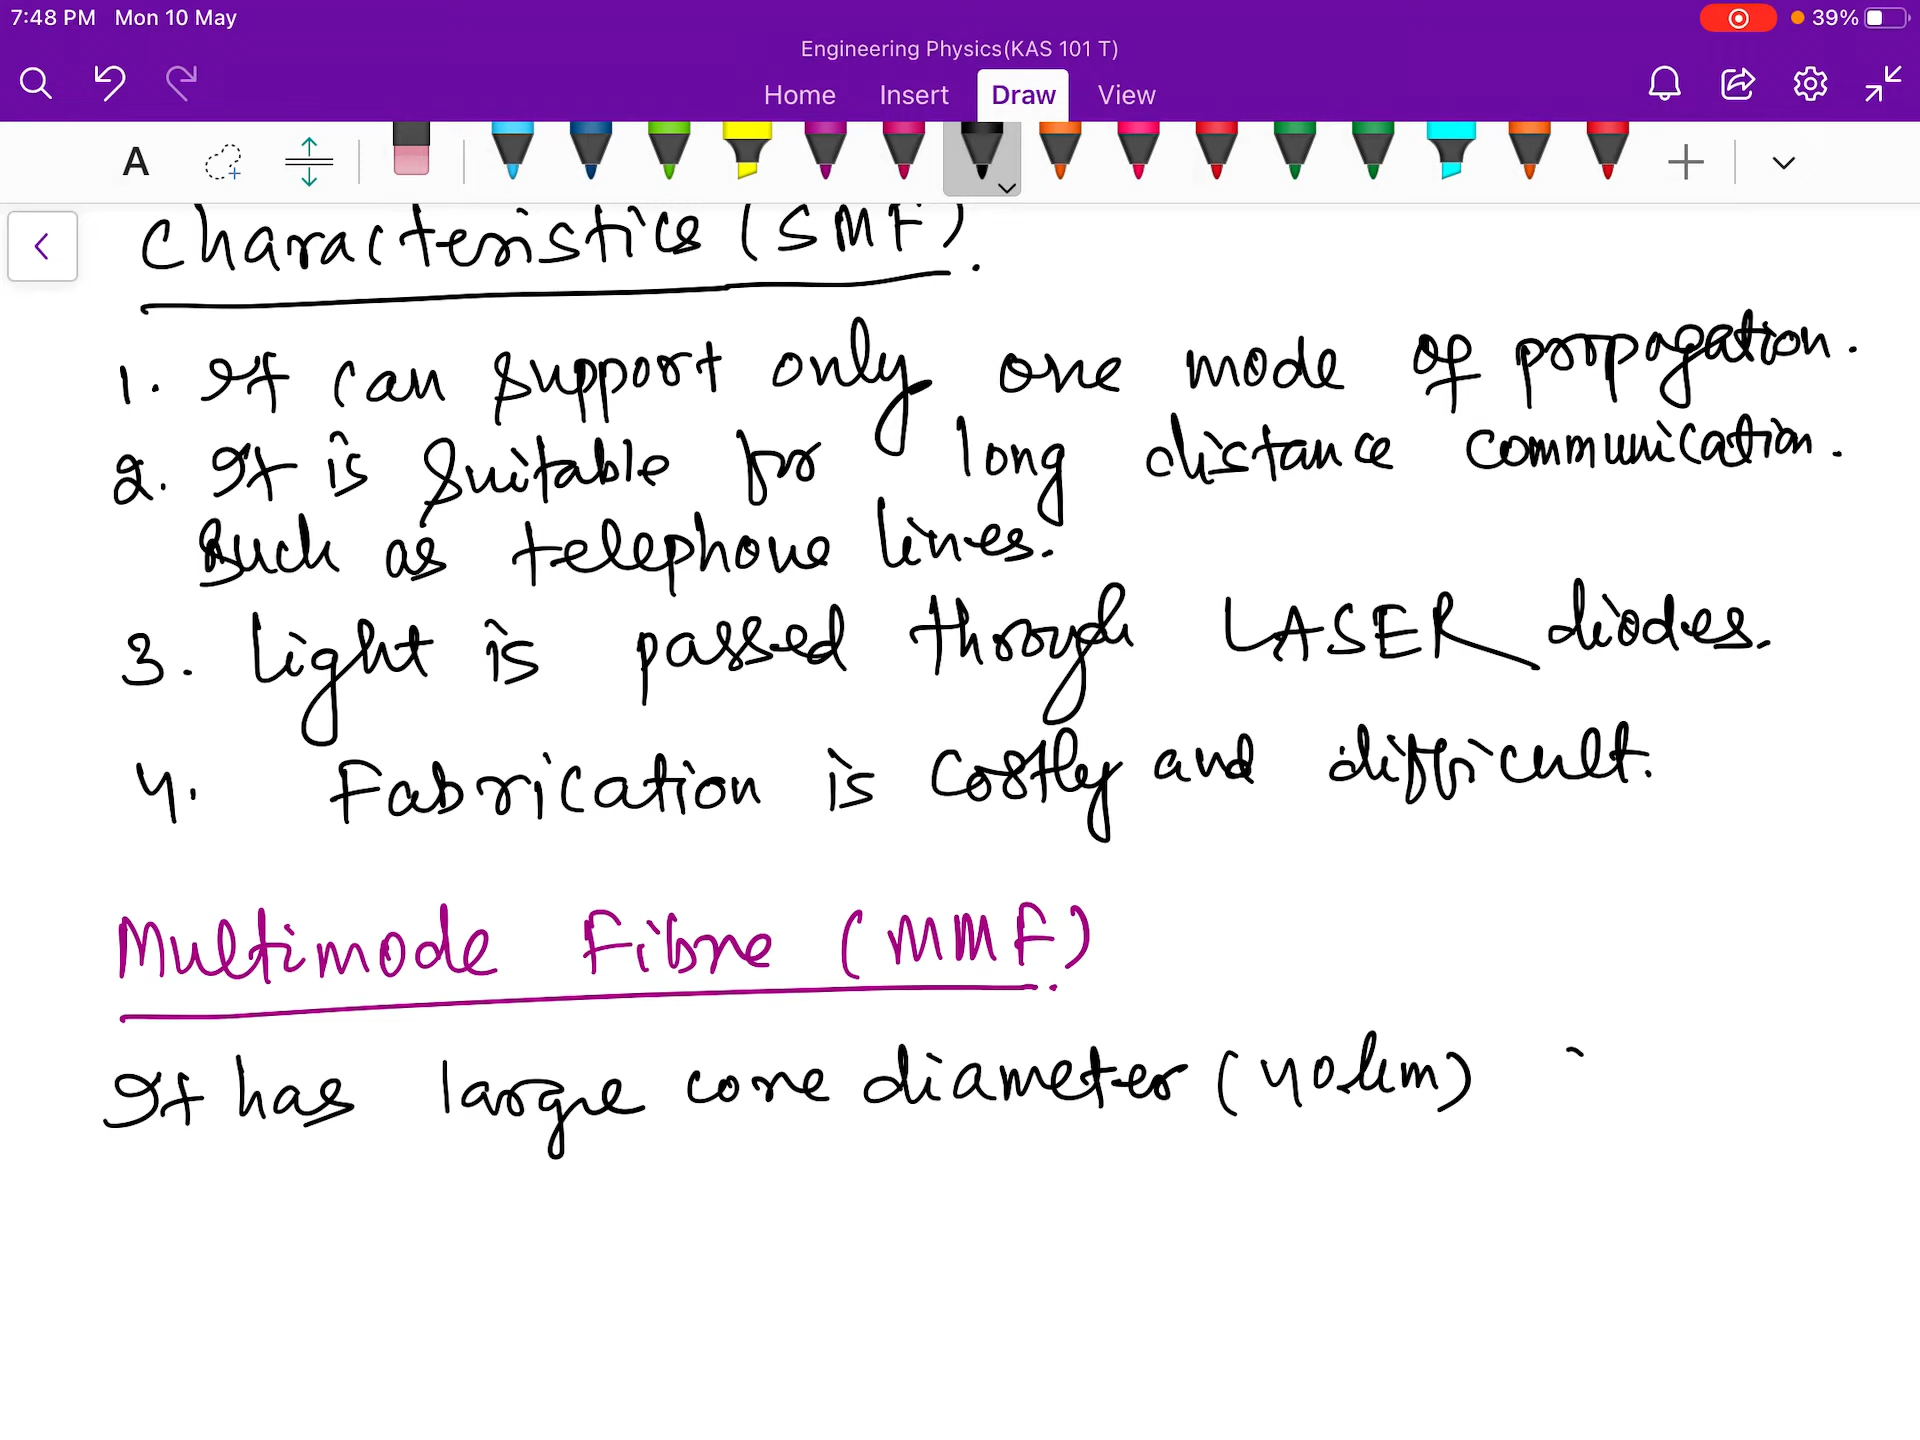 7:48 PM Mon 10 May
39%
Engineering Physics(KAS 101 T)
Home Insert Draw View
A
Characteristics (SMF).
1. It can support only one mode of propagation.
2. It is suitable for long distance communication.
such as telephone lines.
3. Light is passed through LASER diodes.
4. Fabrication is costly and difficult.
Multimode Fibre (MMF).
It has large core diameter (40μm)